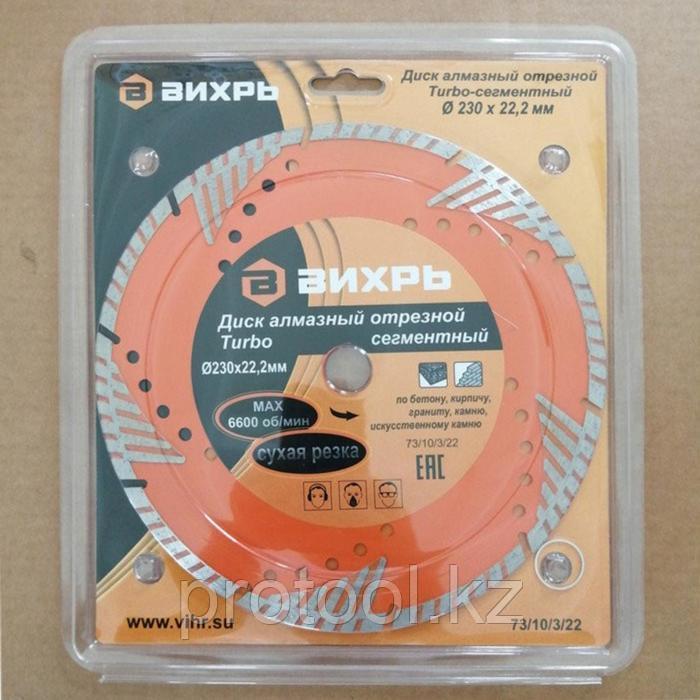 ВИХРЬ
Диск алмазный отрезной
Turbo-сегментный
Ø 230 x 22,2 мм
ВИХРЬ
Диск алмазный отрезной
Turbo сегментный
Ø230х22,2мм
MAX
6600 об/мин
сухая резка
по бетону, кирпичу,
граниту, камню,
искусственному камню
73/10/3/22
ЕАС
protool.kz
www.vihr.su
73/10/3/22